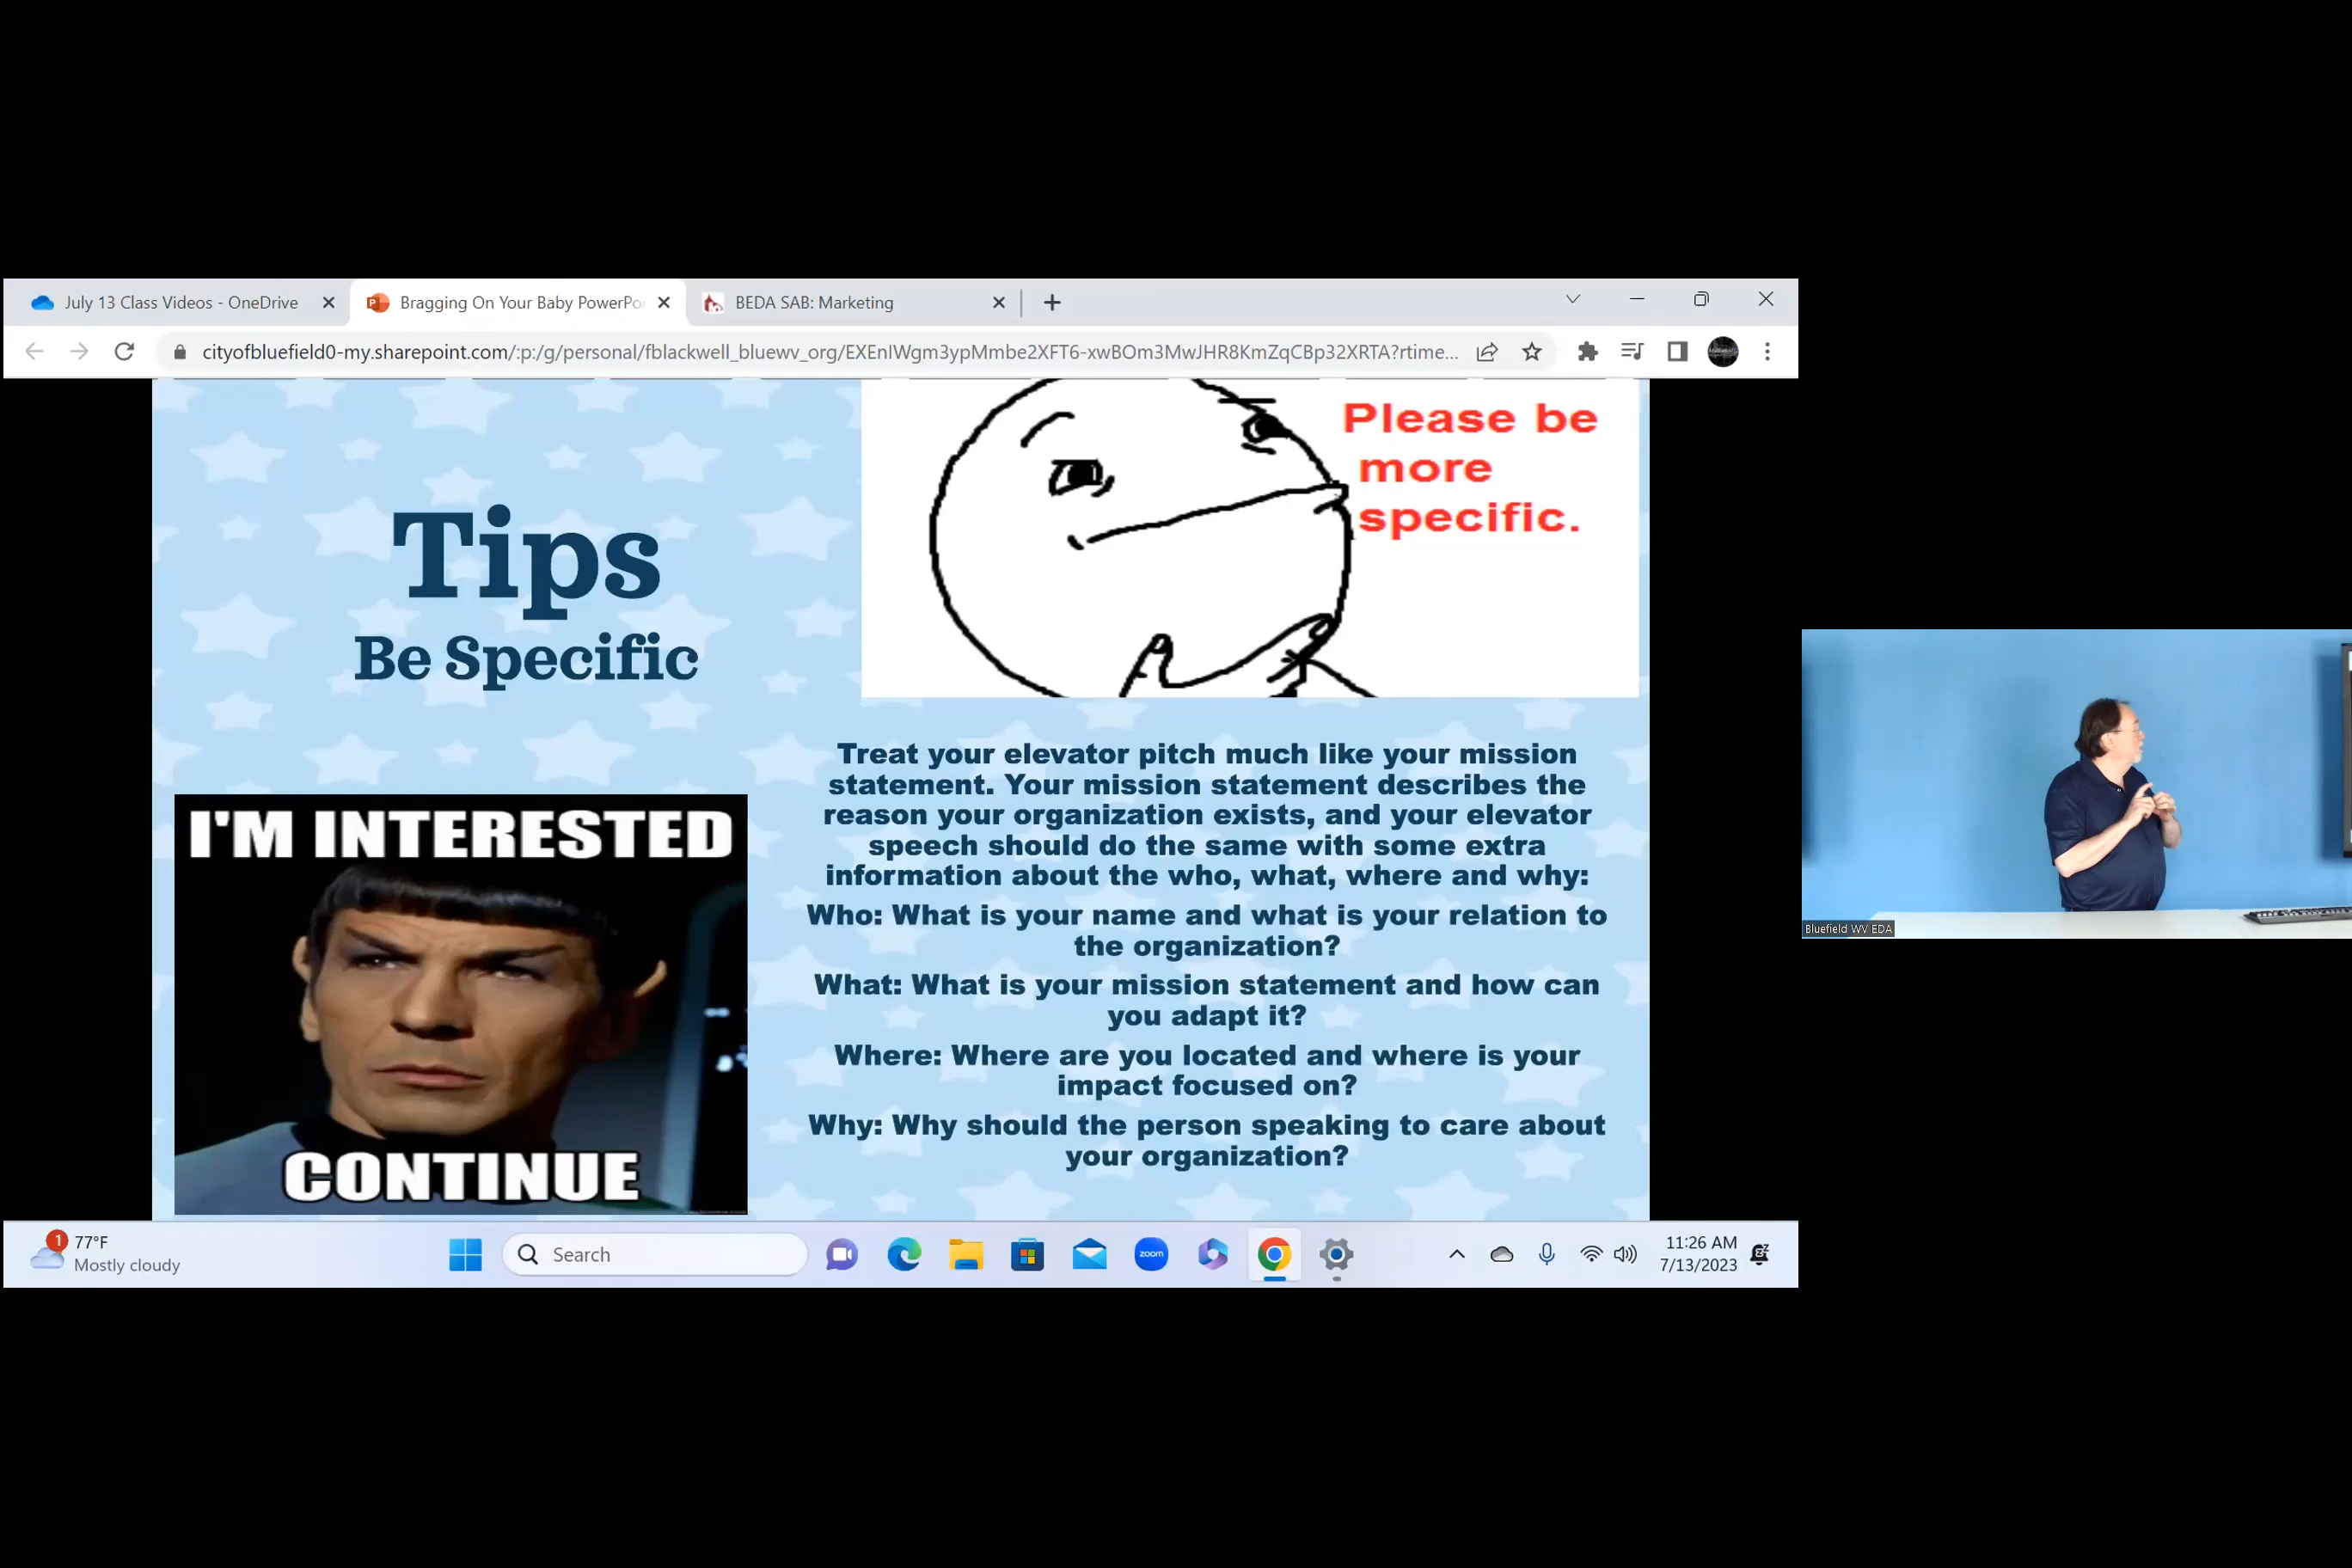 July 13 Class Videos - OneDrive
Bragging On Your Baby PowerPo
BEDA SAB: Marketing
cityofbluefield0-my.sharepoint.com/:p:/g/personal/fblackwell_bluewv_org/EXEnIWgm3ypMmbe2XFT6-xwBOm3MwJHR8KmZqCBp32XRTA?rtime...
Please be
more
specific.
Tips
Be Specific
I'M INTERESTED
CONTINUE
Treat your elevator pitch much like your mission
statement. Your mission statement describes the
reason your organization exists, and your elevator
speech should do the same with some extra
information about the who, what, where and why:
Who: What is your name and what is your relation to
the organization?
What: What is your mission statement and how can
you adapt it?
Where: Where are you located and where is your
impact focused on?
Why: Why should the person speaking to care about
your organization?
Bluefield WV EDA
1
77°F
Mostly cloudy
Search
zoom
11:26 AM
7/13/2023